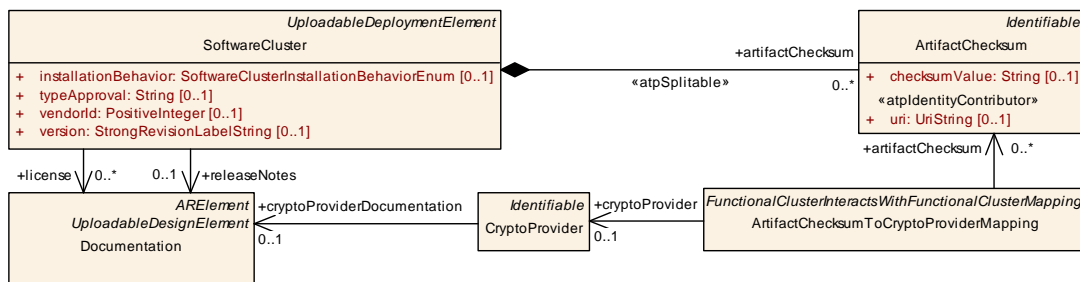 UploadableDeploymentElement
SoftwareCluster
+ installationBehavior: SoftwareClusterInstallationBehaviorEnum [0..1]
+ typeApproval: String [0..1]
+ vendorId: PositiveInteger [0..1]
+ version: StrongRevisionLabelString [0..1]
+artifactChecksum
«atpSplitable»
0..*
Identifiable
ArtifactChecksum
+ checksumValue: String [0..1]
«atpIdentityContributor»
+ uri: UriString [0..1]
+license
0..*
0..1
+releaseNotes
+artifactChecksum
0..*
ARElement
UploadableDesignElement
Documentation
+cryptoProviderDocumentation
0..1
Identifiable
CryptoProvider
+cryptoProvider
0..1
FunctionalClusterInteractsWithFunctionalClusterMapping
ArtifactChecksumToCryptoProviderMapping